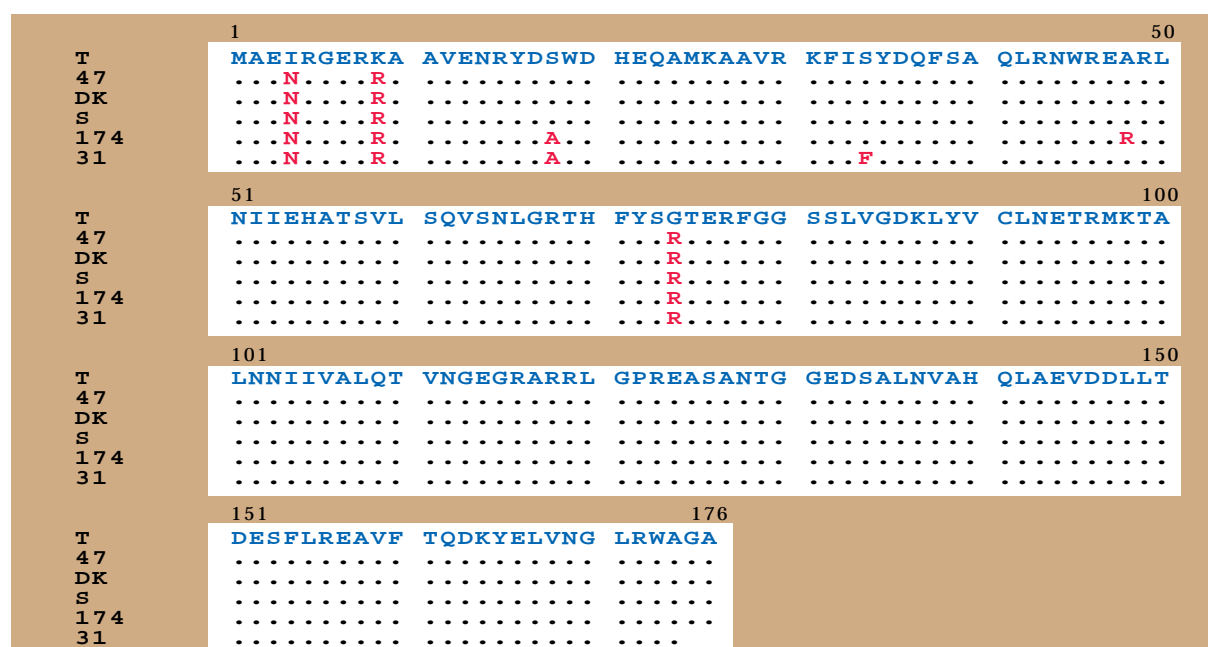 1 50
T MAEIRGERKA AVENRYDSWD HEQAMKAAVR KFISYDQFSA QLRNWREARL
47 ...N....R. .......... .......... .......... ..........
DK ...N....R. .......... .......... .......... ..........
S ...N....R. .......... .......... .......... ..........
174 ...N....R. .......A.. .......... .......... .......R..
31 ...N....R. .......A.. .......... ...F...... ..........
51 100
T NIIEHATSVL SQVSNLGRTH FYSGTERFGG SSLVGDKLYV CLNETRMKTA
47 .......... .......... ...R...... .......... ..........
DK .......... .......... ...R...... .......... ..........
S .......... .......... ...R...... .......... ..........
174 .......... .......... ...R...... .......... ..........
31 .......... .......... ...R...... .......... ..........
101 150
T LNNIIVALQT VNGEGRARRL GPREASANTG GEDSALNVAH QLAEVDDLLT
47 .......... .......... .......... .......... ..........
DK .......... .......... .......... .......... ..........
S .......... .......... .......... .......... ..........
174 .......... .......... .......... .......... ..........
31 .......... .......... .......... .......... ..........
151 176
T DESFLREAVF TQDKYELVNG LRWAGA
47 .......... .......... ......
DK .......... .......... ......
S .......... .......... ......
174 .......... .......... ......
31 .......... .......... ....